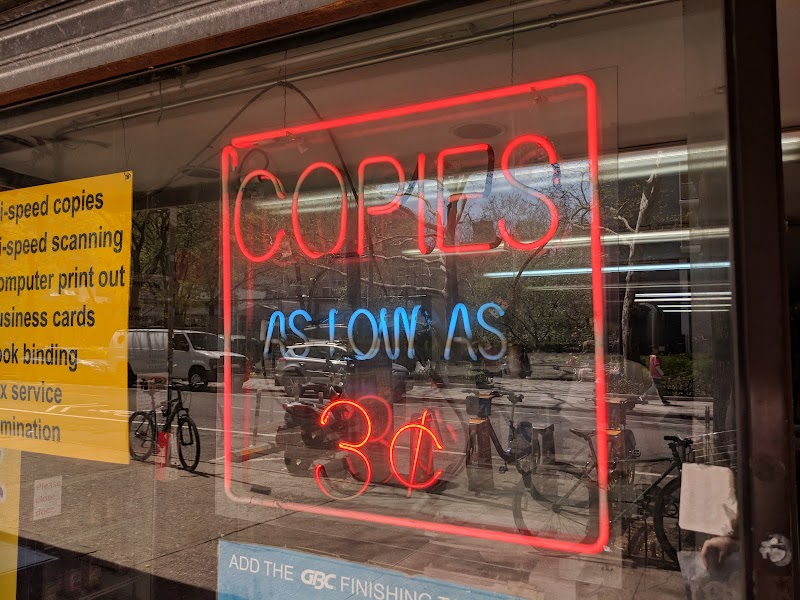 COPIES
AS LOW AS
3¢
i-speed copies
i-speed scanning
omputer print out
usiness cards
ook binding
x service
mination
ADD THE GBC FINISHING